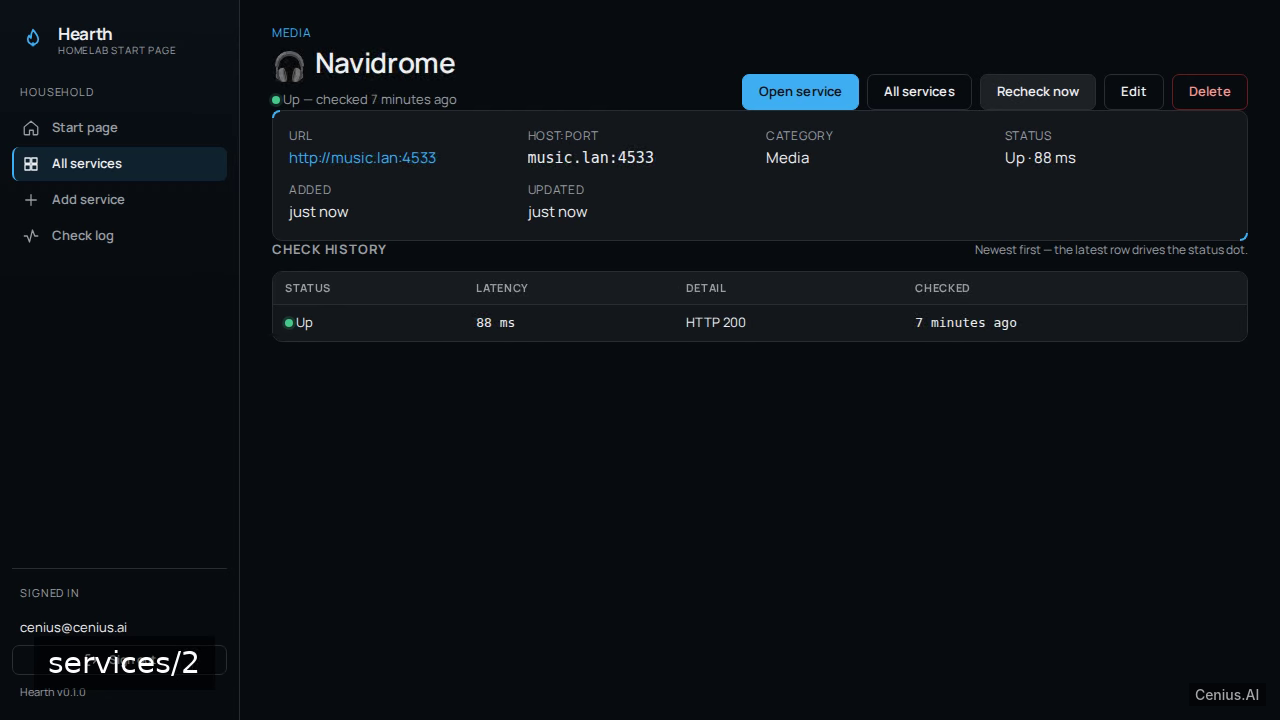 Hearth
HOMELAB START PAGE
HOUSEHOLD
Start page
All services
Add service
Check log
SIGNED IN
cenius@cenius.ai
services/2
Hearth v0.1.0
MEDIA
Navidrome
Up — checked 7 minutes ago
Open service
All services
Recheck now
Edit
Delete
URL
HOST:PORT
CATEGORY
STATUS
http://music.lan:4533
music.lan:4533
Media
Up · 88 ms
ADDED
UPDATED
just now
just now
CHECK HISTORY
Newest first — the latest row drives the status dot.
STATUS
LATENCY
DETAIL
CHECKED
Up
88 ms
HTTP 200
7 minutes ago
Cenius.AI